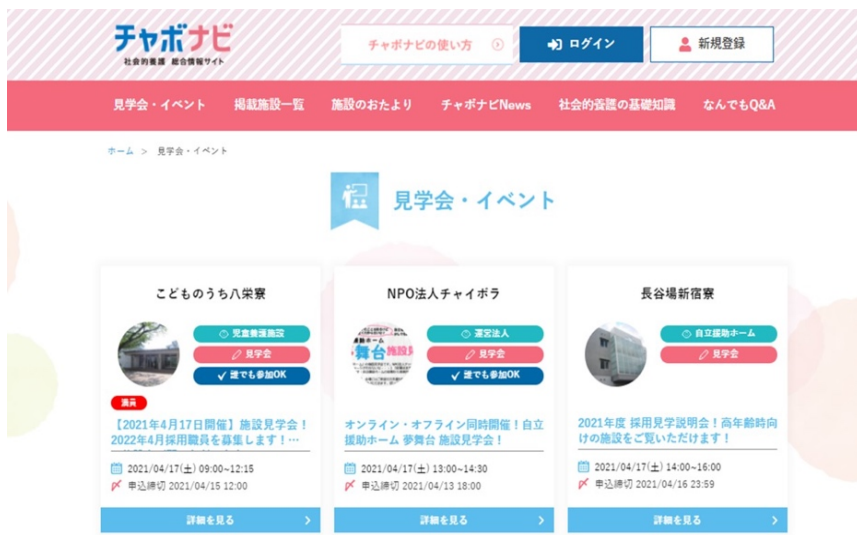 チャボナビ
社会的養護 総合情報サイト
チャボナビの使い方
ログイン
新規登録
見学会・イベント 掲載施設一覧 施設のおたより チャボナビNews 社会的養護の基礎知識 なんでもQ&A
ホーム > 見学会・イベント
見学会・イベント
こどものうち八栄寮
児童養護施設
見学会
誰でも参加OK
満員
【2021年4月17日開催】施設見学会!
2022年4月採用職員を募集します!…
2021/04/17(土) 09:00~12:15
申込締切 2021/04/15 12:00
詳細を見る
NPO法人チャイボラ
舞台施設見
運営法人
見学会
誰でも参加OK
オンライン・オフライン同時開催!自立
援助ホーム 夢舞台 施設見学会!
2021/04/17(土) 13:00~14:30
申込締切 2021/04/13 18:00
詳細を見る
長谷場新宿寮
自立援助ホーム
見学会
2021年度 採用見学説明会!高年齢時向
けの施設をご覧いただけます!
2021/04/17(土) 14:00~16:00
申込締切 2021/04/16 23:59
詳細を見る